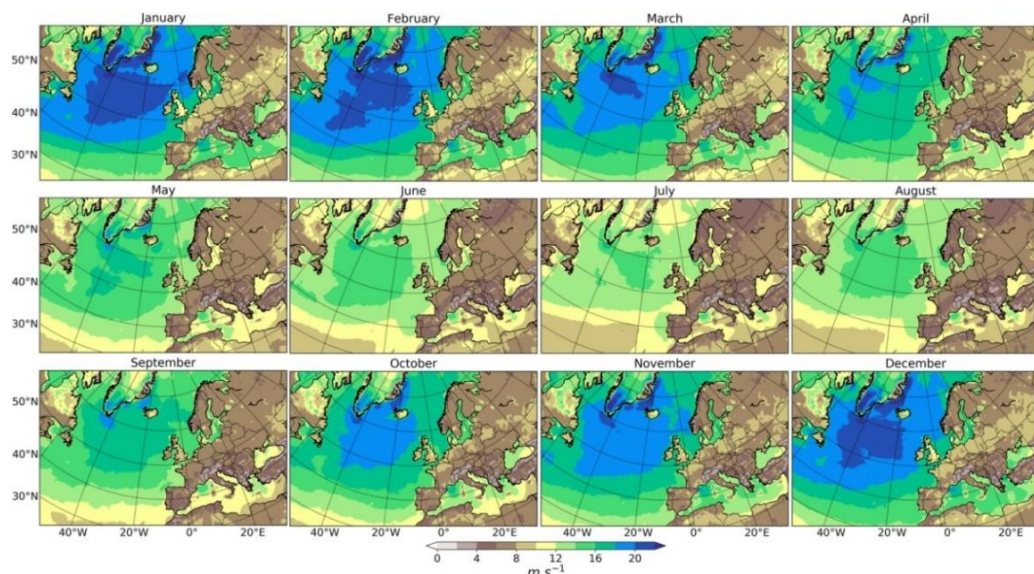 January February March April
50°N
40°N
30°N
May June July August
50°N
40°N
30°N
September October November December
50°N
40°N
30°N
40°W 20°W 0° 20°E 40°W 20°W 0° 20°E 40°W 20°W 0° 20°E 40°W 20°W 0° 20°E
0 4 8 12 16 20
m s⁻¹